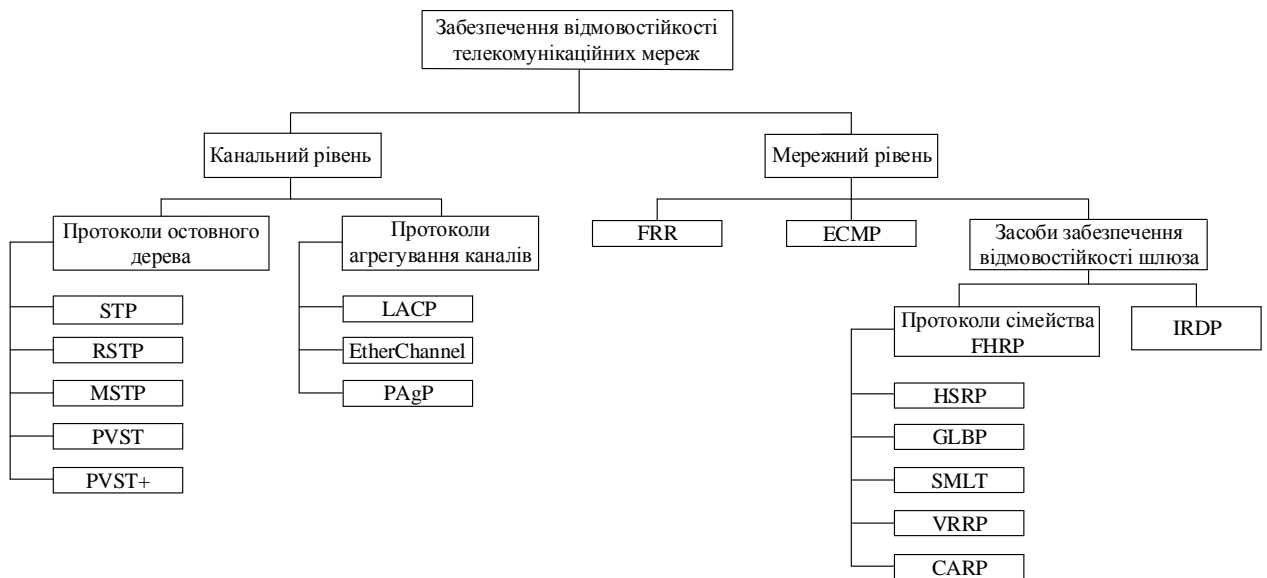 Забезпечення відмовостійкості
телекомунікаційних мереж
Канальний рівень
Мережний рівень
Протоколи остовного
дерева
Протоколи
агрегування каналів
FRR
ECMP
Засоби забезпечення
відмовостійкості шлюза
STP
RSTP
MSTP
PVST
PVST+
LACP
EtherChannel
PAgP
Протоколи сімейства
FHRP
IRDP
HSRP
GLBP
SMLT
VRRP
CARP